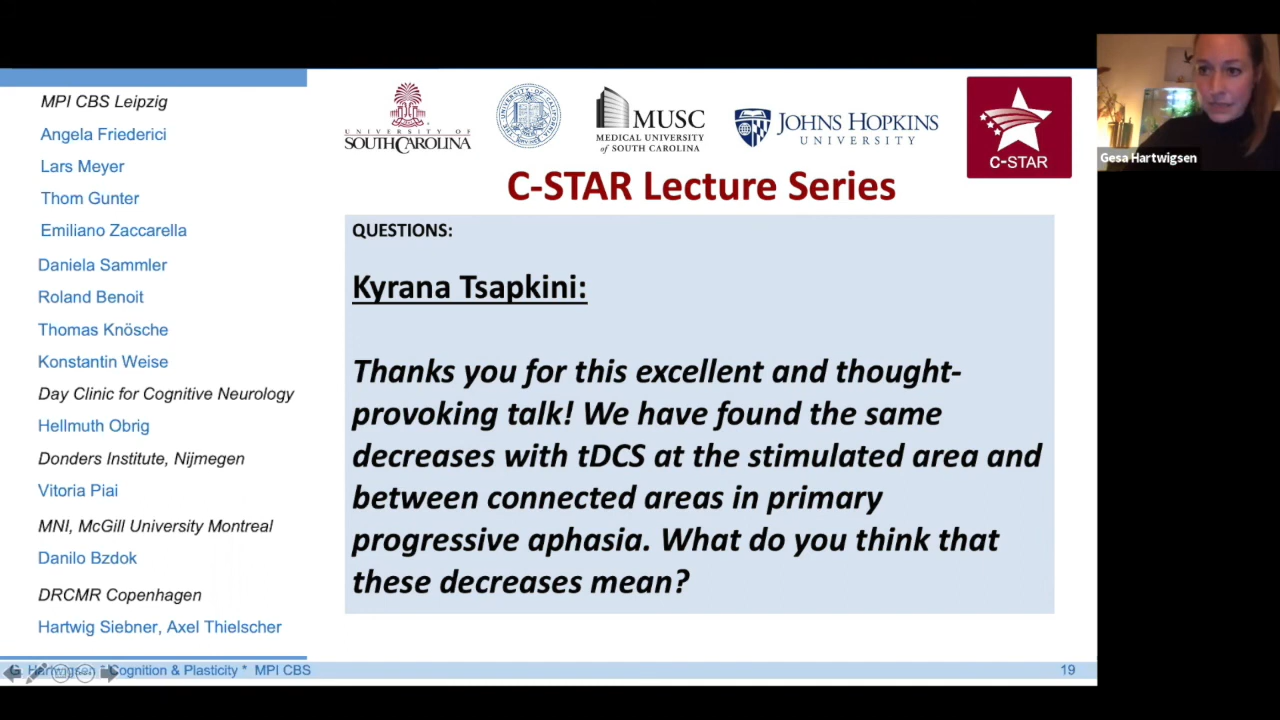 MPI CBS Leipzig
Angela Friederici
Lars Meyer
Thom Gunter
Emiliano Zaccarella
Daniela Sammler
Roland Benoit
Thomas Knösche
Konstantin Weise
Day Clinic for Cognitive Neurology
Hellmuth Obrig
Donders Institute, Nijmegen
Vitoria Piai
MNI, McGill University Montreal
Danilo Bzdok
DRCMR Copenhagen
Hartwig Siebner, Axel Thielscher
UNIVERSITY OF
SOUTH CAROLINA
MUSC
MEDICAL UNIVERSITY
of SOUTH CAROLINA
JOHNS HOPKINS
UNIVERSITY
C-STAR
C-STAR Lecture Series
QUESTIONS:
Kyrana Tsapkini:
Thanks you for this excellent and thought-
provoking talk! We have found the same
decreases with tDCS at the stimulated area and
between connected areas in primary
progressive aphasia. What do you think that
these decreases mean?
G. Hartwigsen * Cognition & Plasticity * MPI CBS
19
Gesa Hartwigsen